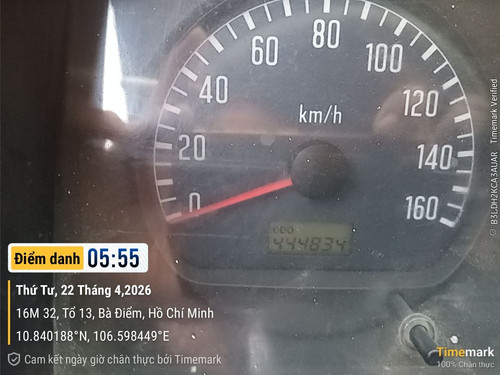 80
60
100
40
120
km/h
20
140
0
160
ODO
444834
Điểm danh 05:55
Thứ Tư, 22 Tháng 4,2026
16M 32, Tổ 13, Bà Điểm, Hồ Chí Minh
10.840188°N, 106.598449°E
Cam kết ngày giờ chân thực bởi Timemark
Timemark
100% Chân thực
B3LDH2KCA3AUAR Timemark Verified